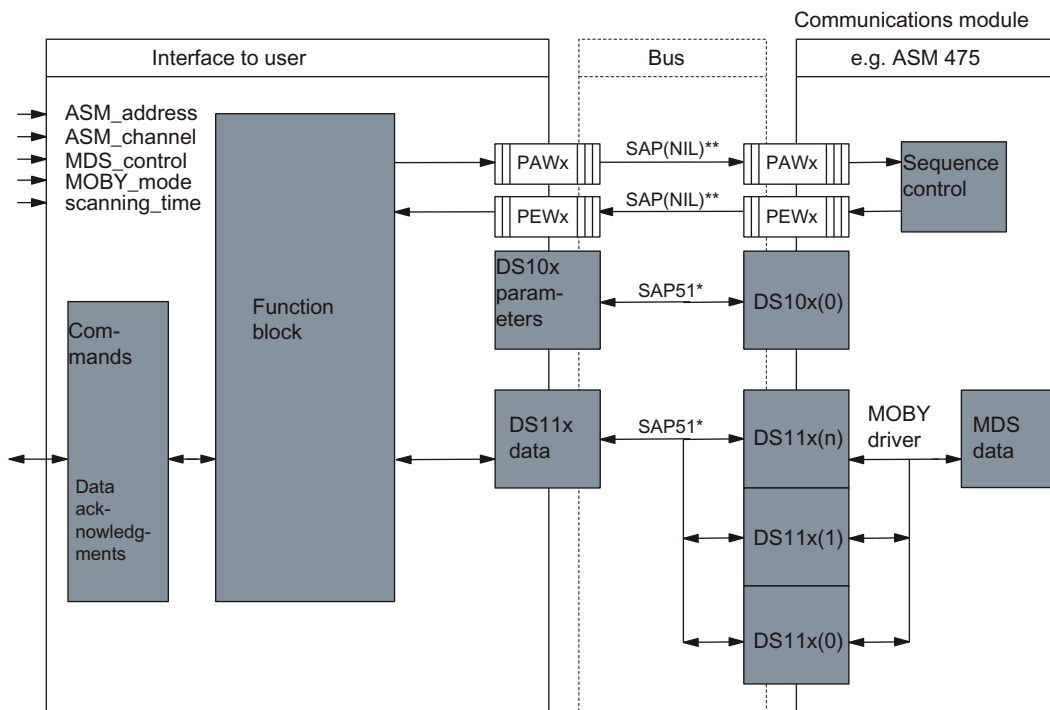 Communications module
Interface to user
Bus
e.g. ASM 475
ASM_address
ASM_channel
MDS_control
MOBY_mode
scanning_time
PAWx
SAP(NIL)**
PAWx
Sequence
control
PEWx
SAP(NIL)**
PEWx
DS10x
param-
eters
SAP51*
DS10x(0)
Function
block
Com-
mands
DS11x
data
SAP51*
DS11x(n)
MOBY
driver
MDS
data
Data
ack-
nowledg-
ments
DS11x(1)
DS11x(0)